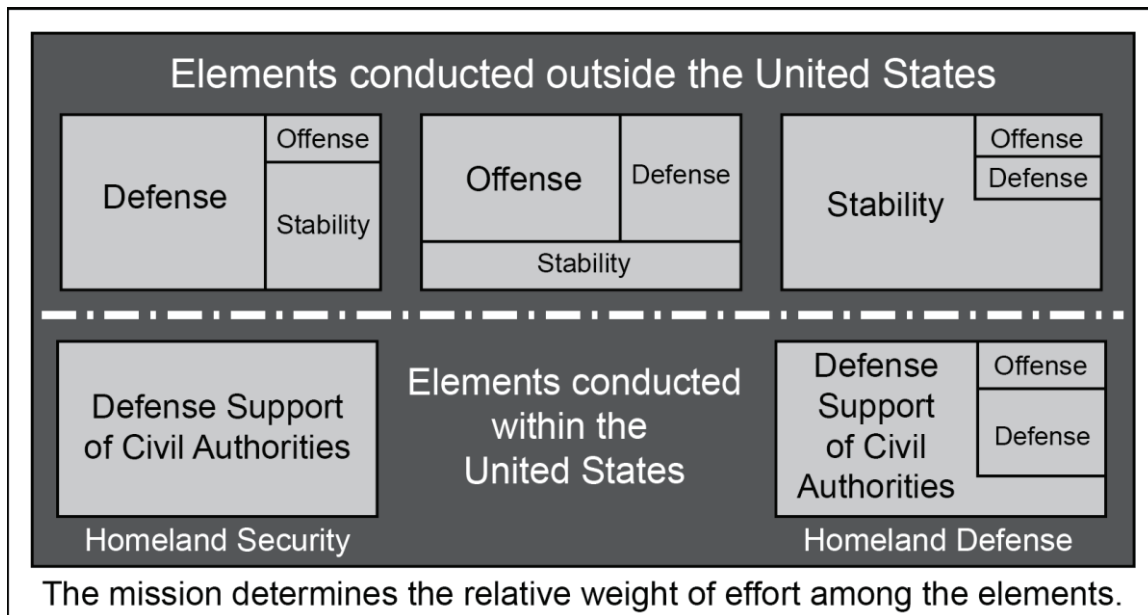 Elements conducted outside the United States
Defense
Offense
Stability
Offense
Defense
Stability
Stability
Offense
Defense
Defense Support
of Civil Authorities
Homeland Security
Elements conducted
within the
United States
Defense
Support
of Civil
Authorities
Offense
Defense
Homeland Defense
The mission determines the relative weight of effort among the elements.